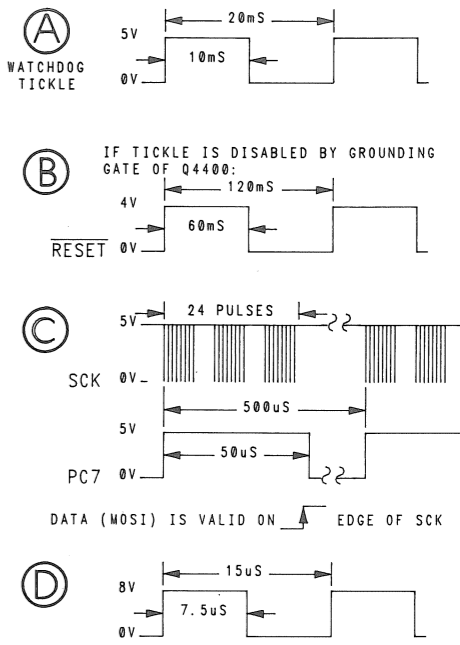 A
20mS
5V
10mS
WATCHDOG
TICKLE
0V
B
IF TICKLE IS DISABLED BY GROUNDING
GATE OF Q4400:
120mS
4V
60mS
RESET 0V
C
24 PULSES
5V
SCK 0V
500uS
5V
50uS
PC7 0V
DATA (MOSI) IS VALID ON EDGE OF SCK
D
15uS
8V
7.5uS
0V